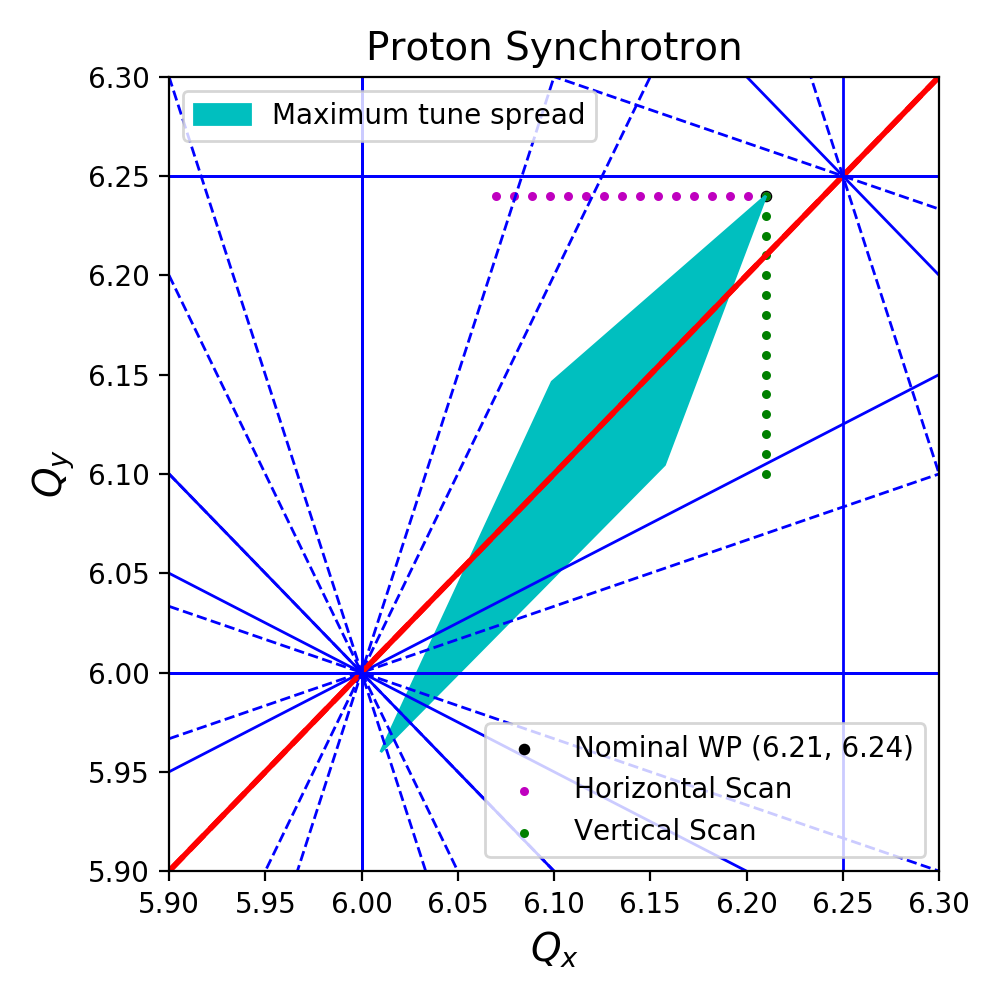 Proton Synchrotron
6.30
6.25
6.20
6.15
6.10
6.05
6.00
5.95
5.90
Q_y
Maximum tune spread
Nominal WP (6.21, 6.24)
Horizontal Scan
Vertical Scan
5.90 5.95 6.00 6.05 6.10 6.15 6.20 6.25 6.30
Q_x